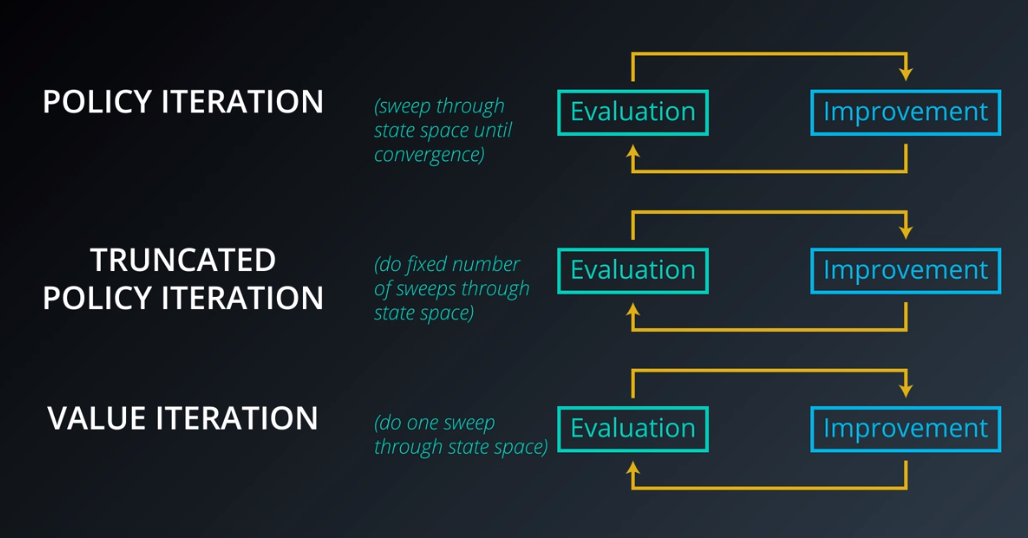 POLICY ITERATION
(sweep through
state space until
convergence)
Evaluation
Improvement
TRUNCATED
POLICY ITERATION
(do fixed number
of sweeps through
state space)
Evaluation
Improvement
VALUE ITERATION
(do one sweep
through state space)
Evaluation
Improvement